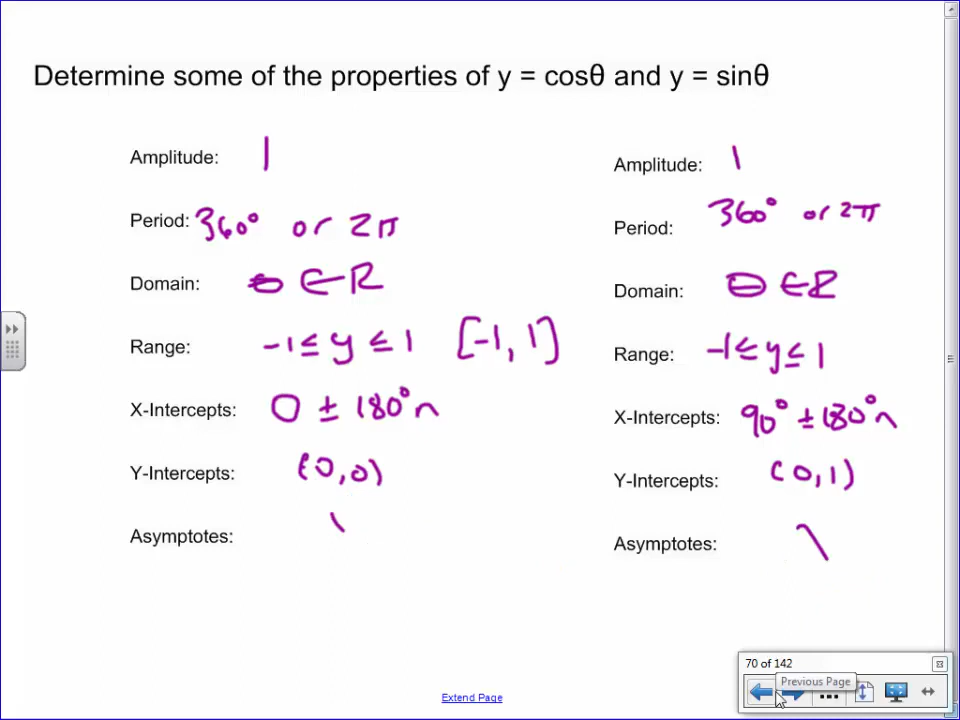 Determine some of the properties of y = cosθ and y = sinθ
Amplitude: 1
Period: 360° or 2π
Domain: θ ∈ R
Range: -1 ≤ y ≤ 1 [-1, 1]
X-Intercepts: 0 ± 180°n
Y-Intercepts: (0,0)
Asymptotes: \
Amplitude: 1
Period: 360° or 2π
Domain: θ ∈ R
Range: -1 ≤ y ≤ 1
X-Intercepts: 90° ± 180°n
Y-Intercepts: (0,1)
Asymptotes: \
Extend Page
70 of 142
Previous Page